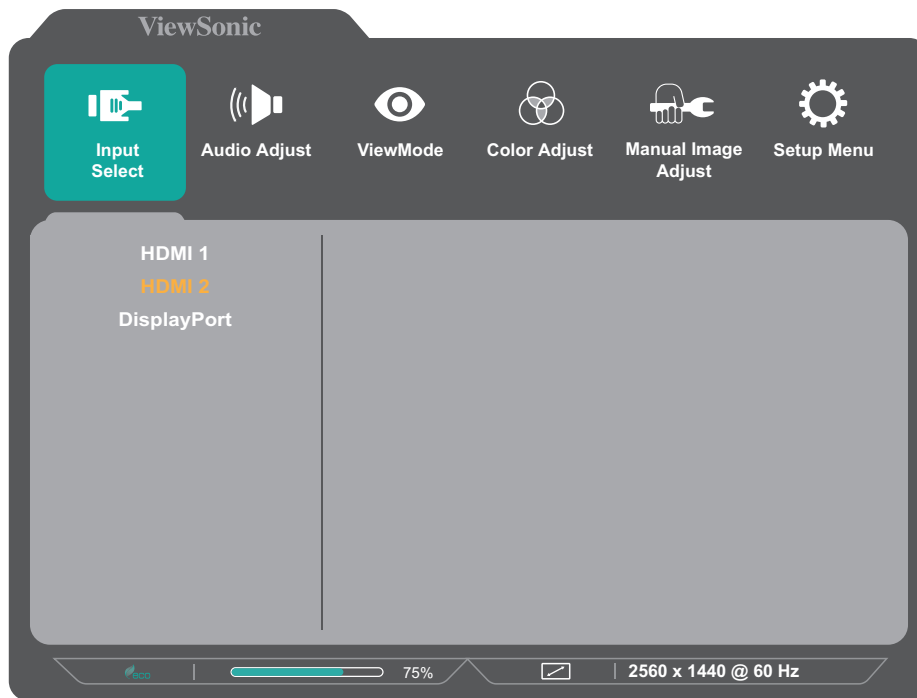 ViewSonic
Input
Select
Audio Adjust
ViewMode
Color Adjust
Manual Image
Adjust
Setup Menu
HDMI 1
HDMI 2
DisplayPort
eco
75%
2560 x 1440 @ 60 Hz